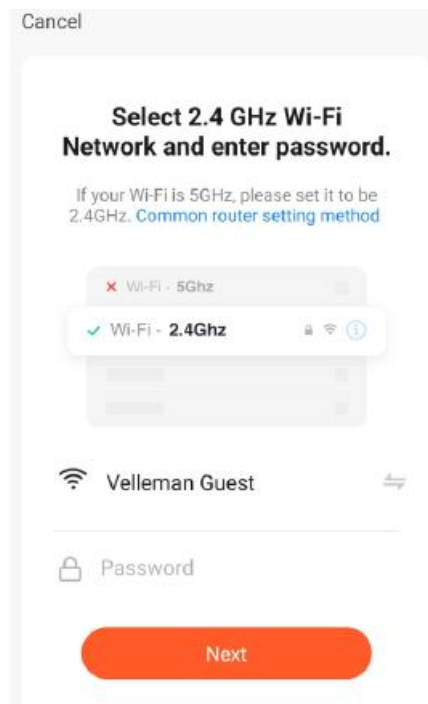 Cancel
Select 2.4 GHz Wi-Fi
Network and enter password.
If your Wi-Fi is 5GHz, please set it to be
2.4GHz. Common router setting method
Wi-Fi - 5Ghz
Wi-Fi - 2.4Ghz
Velleman Guest
Password
Next